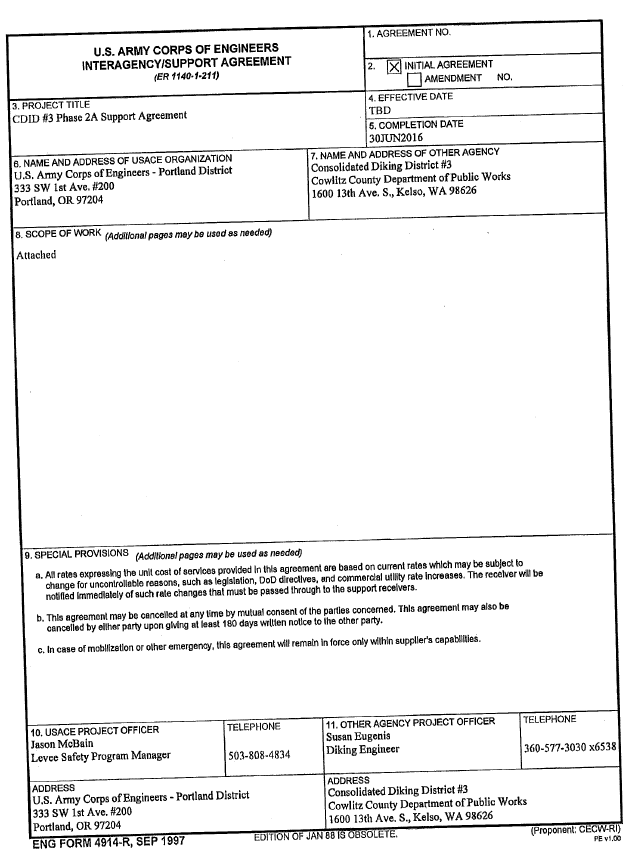 U.S. ARMY CORPS OF ENGINEERS
INTERAGENCY/SUPPORT AGREEMENT
(ER 1140-1-211)
1. AGREEMENT NO.
2. X INITIAL AGREEMENT
AMENDMENT NO.
3. PROJECT TITLE
CDID #3 Phase 2A Support Agreement
4. EFFECTIVE DATE
TBD
5. COMPLETION DATE
30JUN2016
6. NAME AND ADDRESS OF USACE ORGANIZATION
U.S. Army Corps of Engineers - Portland District
333 SW 1st Ave. #200
Portland, OR 97204
7. NAME AND ADDRESS OF OTHER AGENCY
Consolidated Diking District #3
Cowlitz County Department of Public Works
1600 13th Ave. S., Kelso, WA 98626
8. SCOPE OF WORK (Additional pages may be used as needed)
Attached
9. SPECIAL PROVISIONS (Additional pages may be used as needed)
a. All rates expressing the unit cost of services provided in this agreement are based on current rates which may be subject to
change for uncontrollable reasons, such as legislation, DoD directives, and commercial utility rate increases. The receiver will be
notified immediately of such rate changes that must be passed through to the support receivers.
b. This agreement may be cancelled at any time by mutual consent of the parties concerned. This agreement may also be
cancelled by either party upon giving at least 180 days written notice to the other party.
c. In case of mobilization or other emergency, this agreement will remain in force only within supplier's capabilities.
10. USACE PROJECT OFFICER
Jason McBain
Levee Safety Program Manager
TELEPHONE
503-808-4834
11. OTHER AGENCY PROJECT OFFICER
Susan Eugenis
Diking Engineer
TELEPHONE
360-577-3030 x6538
ADDRESS
U.S. Army Corps of Engineers - Portland District
333 SW 1st Ave. #200
Portland, OR 97204
ADDRESS
Consolidated Diking District #3
Cowlitz County Department of Public Works
1600 13th Ave. S., Kelso, WA 98626
ENG FORM 4914-R, SEP 1997
EDITION OF JAN 88 IS OBSOLETE.
(Proponent: CECW-RI)
PE v1.00